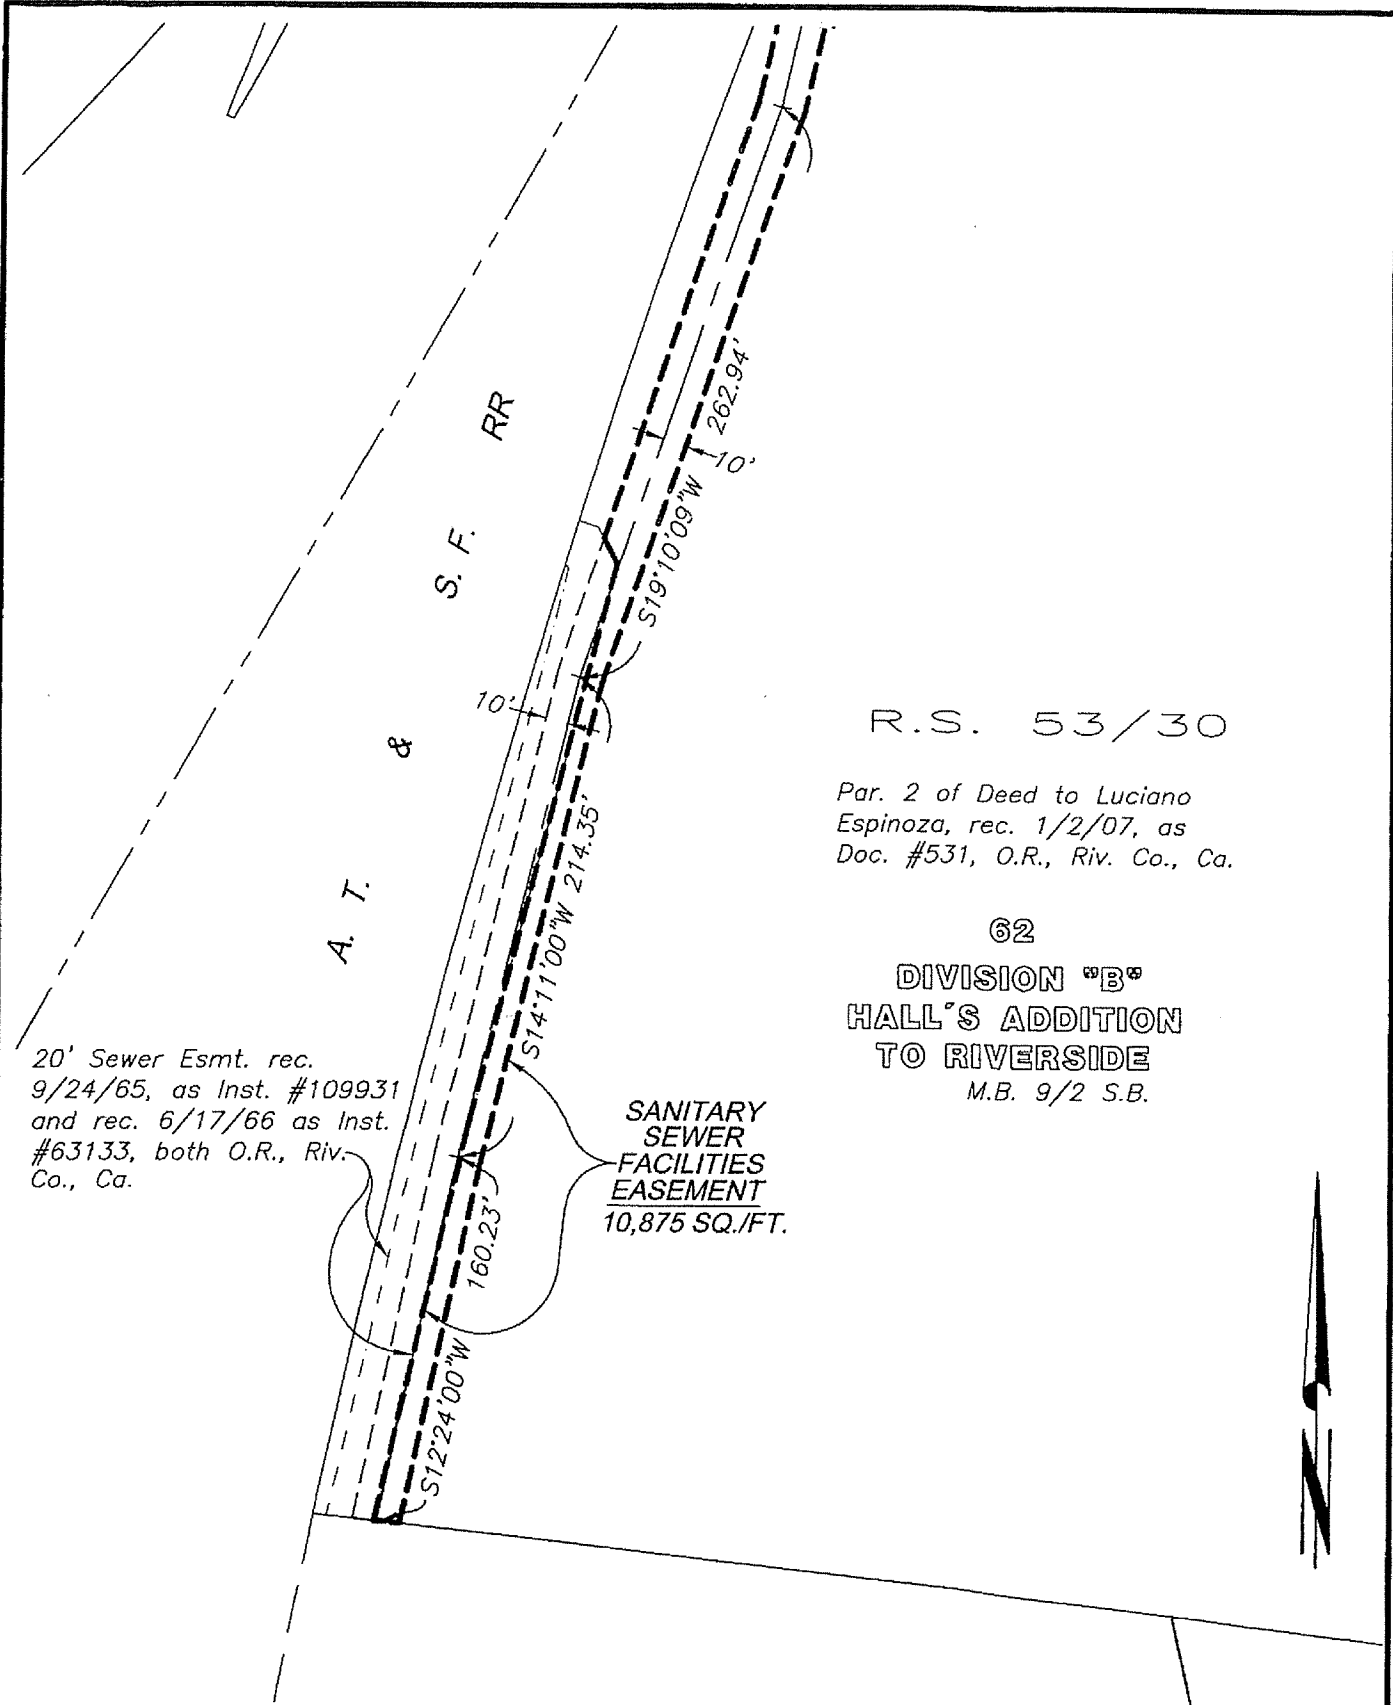 262.94'
RR
10'
S19°10'09"W
S. F.
10'
R.S. 53/30
&
Par. 2 of Deed to Luciano
Espinoza, rec. 1/2/07, as
Doc. #531, O.R., Riv. Co., Ca.
214.35'
A. T.
62
DIVISION "B"
HALL'S ADDITION
TO RIVERSIDE
M.B. 9/2 S.B.
S14°11'00"W
20' Sewer Esmt. rec.
9/24/65, as Inst. #109931
and rec. 6/17/66 as Inst.
#63133, both O.R., Riv.
Co., Ca.
SANITARY
SEWER
FACILITIES
EASEMENT
10,875 SQ./FT.
160.23'
S12°24'00"W
N